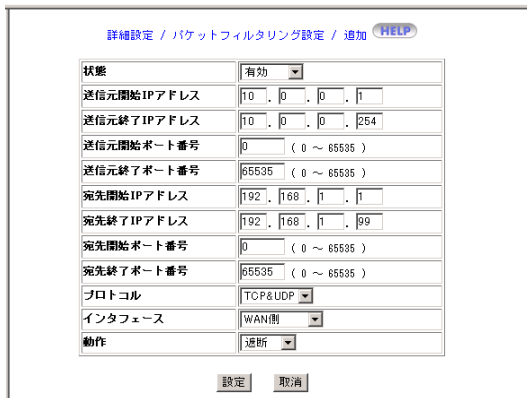 詳細設定 / パケットフィルタリング設定 / 追加 HELP
状態 有効
送信元開始IPアドレス 10 . 0 . 0 . 1
送信元終了IPアドレス 10 . 0 . 0 . 254
送信元開始ポート番号 0 ( 0 ～ 65535 )
送信元終了ポート番号 65535 ( 0 ～ 65535 )
宛先開始IPアドレス 192 . 168 . 1 . 1
宛先終了IPアドレス 192 . 168 . 1 . 99
宛先開始ポート番号 0 ( 0 ～ 65535 )
宛先終了ポート番号 65535 ( 0 ～ 65535 )
プロトコル TCP&UDP
インタフェース WAN側
動作 遮断
設定 取消